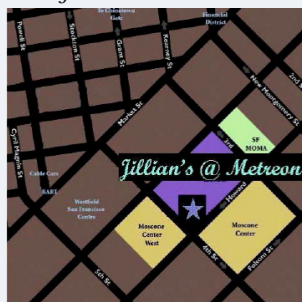 To Chinatown
Gate
Financial
District
Powell St
Stockton St
Grant St
Kearney St
Market St
New Montgomery St
Cyril Magnin St
3rd
SF
MOMA
Jillian's @ Metreon
Cable Cars
BART
Westfield
San Francisco
Centre
Howard
Moscone
Center
West
Moscone
Center
4th St
Folsom St
5th St